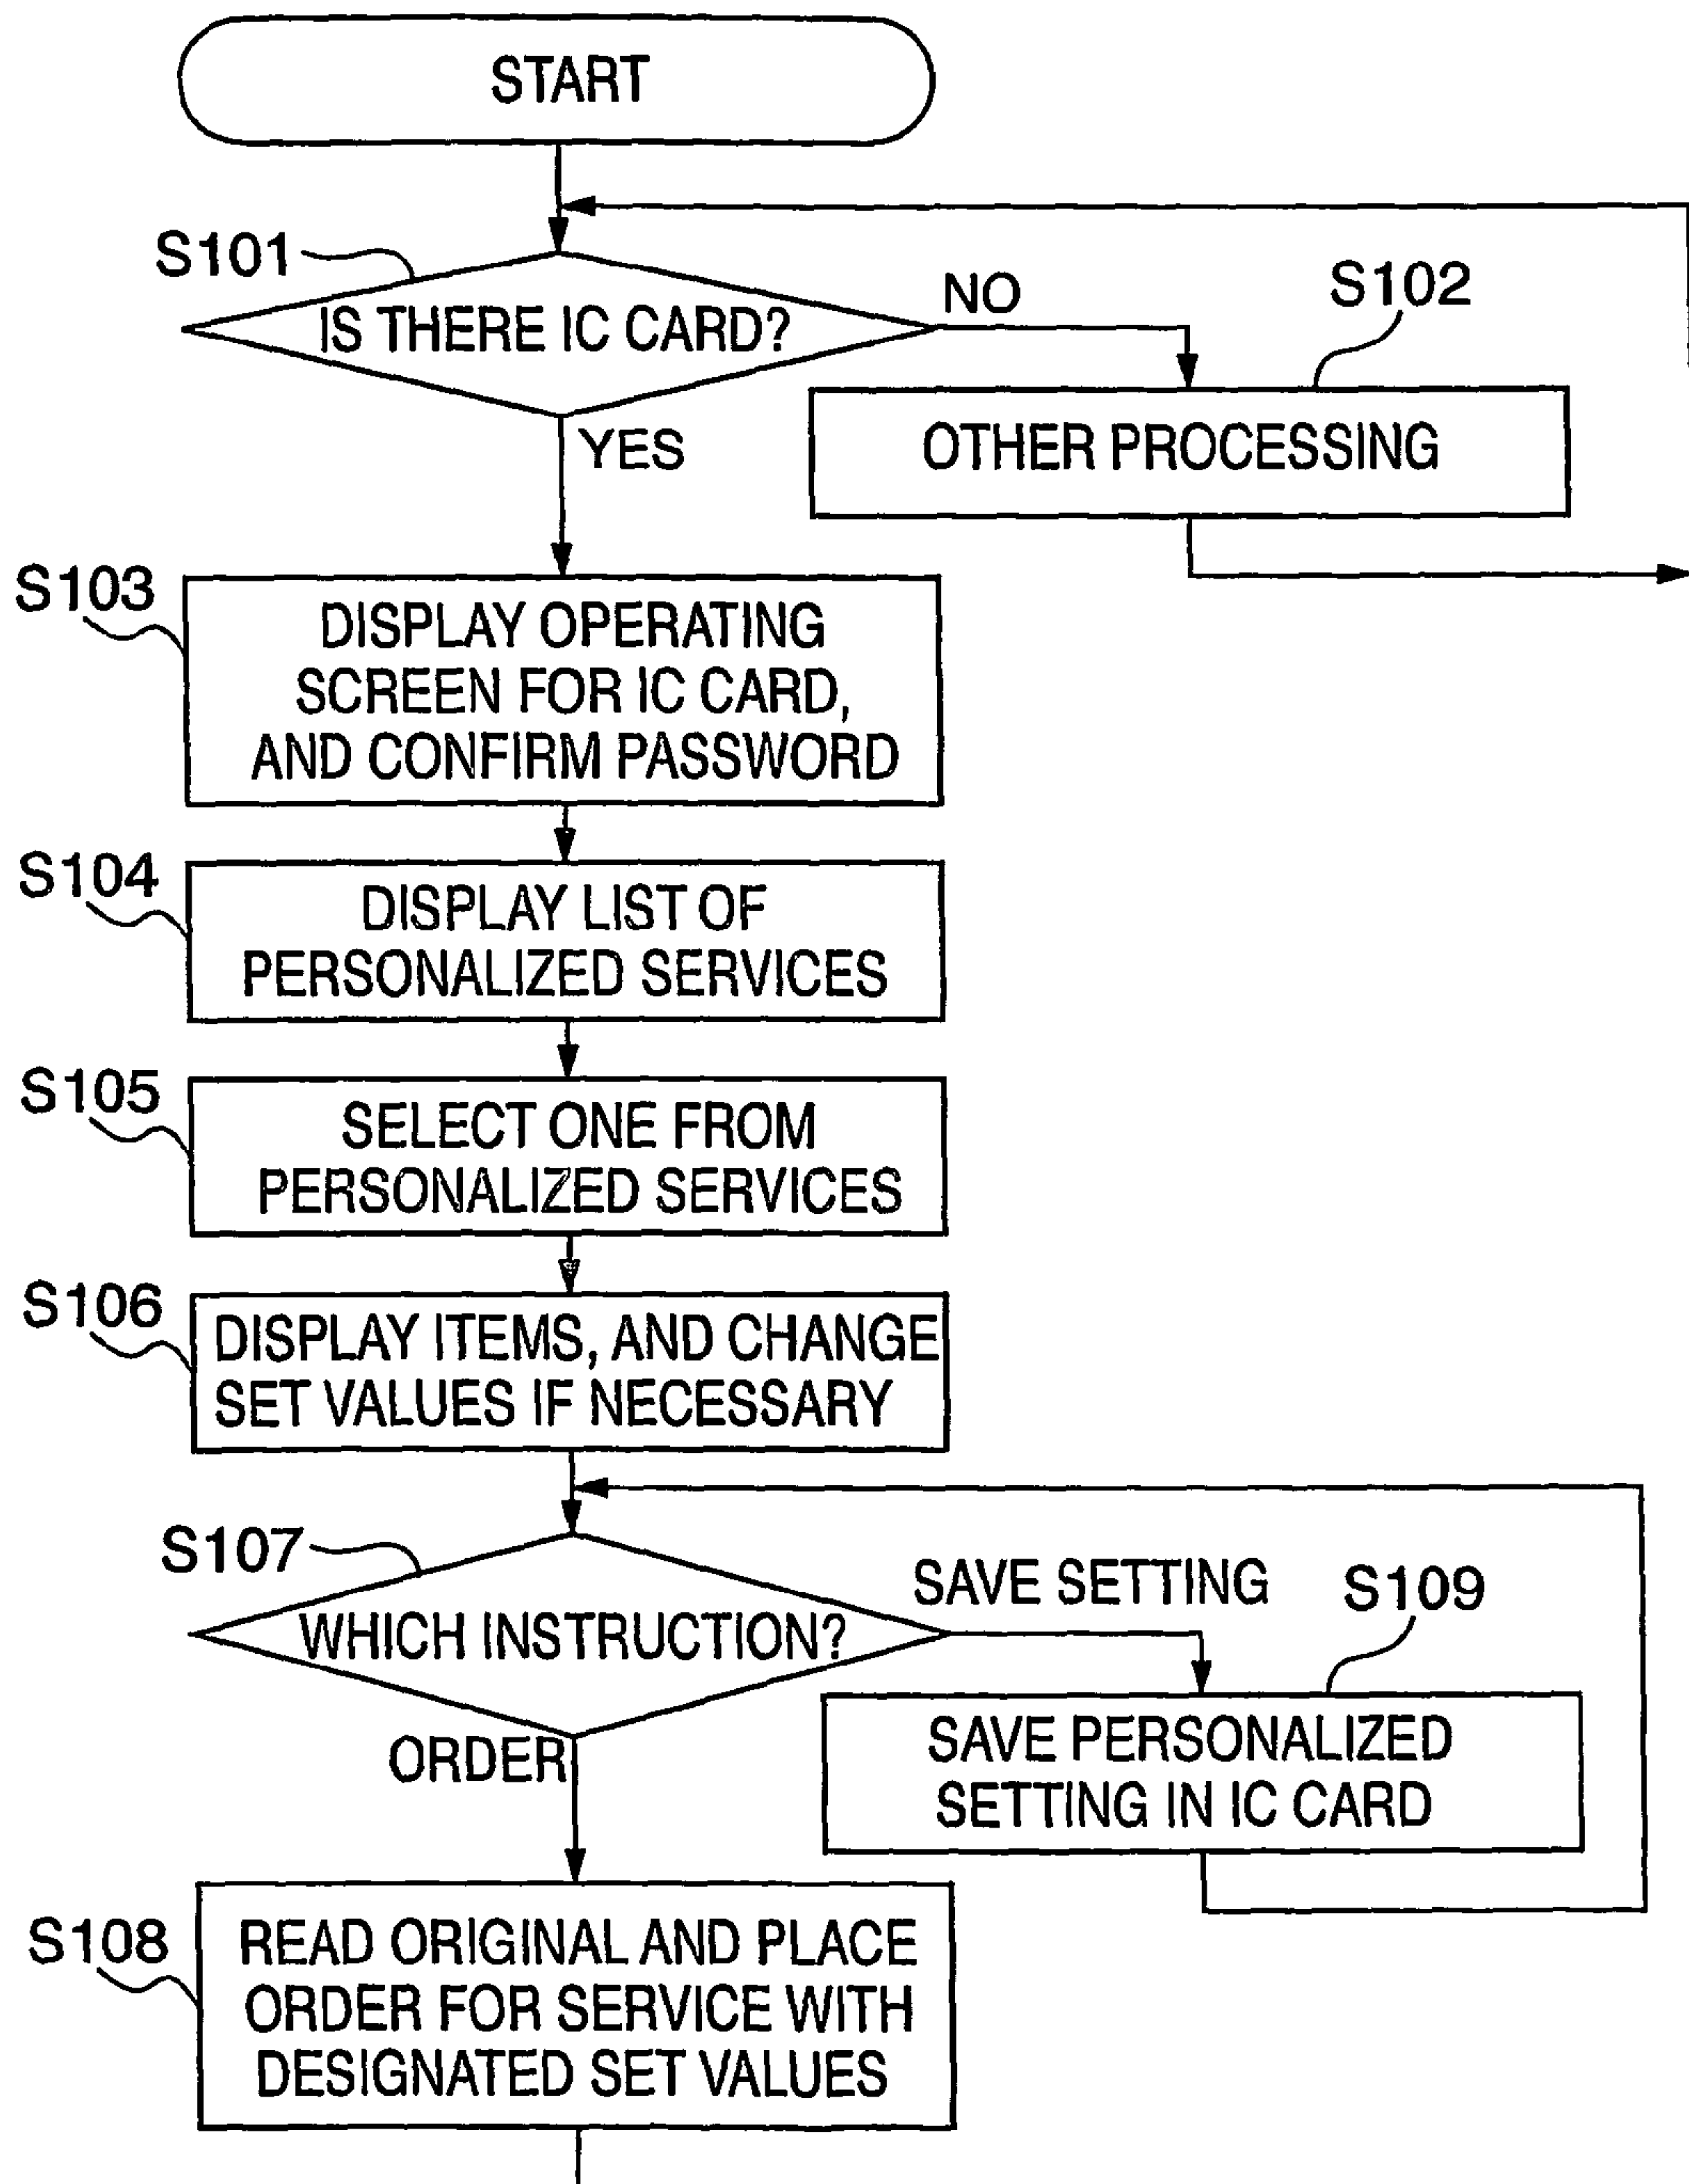 START
S101
IS THERE IC CARD?
NO
S102
YES
OTHER PROCESSING
S103
DISPLAY OPERATING
SCREEN FOR IC CARD,
AND CONFIRM PASSWORD
S104
DISPLAY LIST OF
PERSONALIZED SERVICES
S105
SELECT ONE FROM
PERSONALIZED SERVICES
S106
DISPLAY ITEMS, AND CHANGE
SET VALUES IF NECESSARY
S107
WHICH INSTRUCTION?
SAVE SETTING
S109
ORDER
SAVE PERSONALIZED
SETTING IN IC CARD
S108
READ ORIGINAL AND PLACE
ORDER FOR SERVICE WITH
DESIGNATED SET VALUES